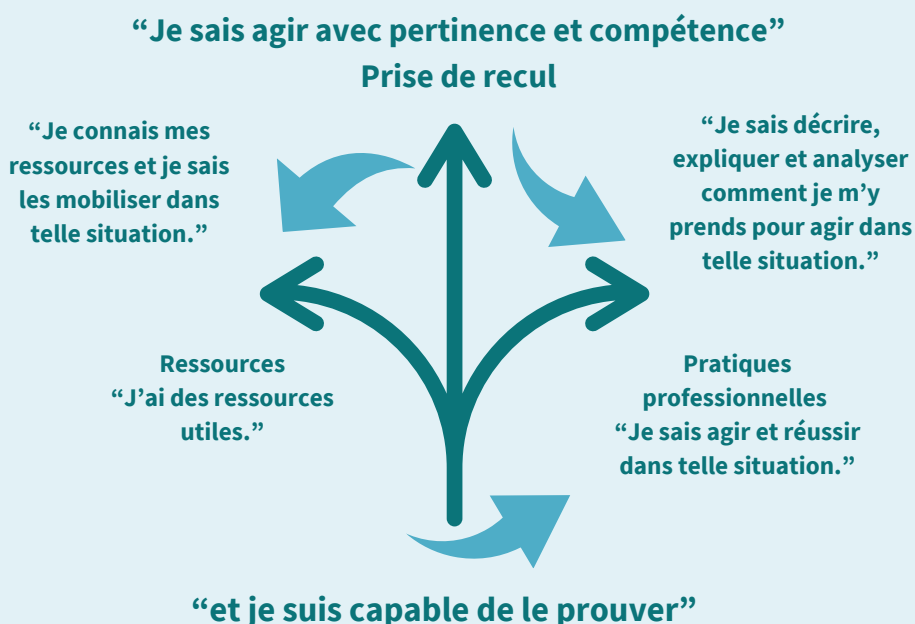 “Je sais agir avec pertinence et compétence”
Prise de recul
“Je connais mes
ressources et je sais
les mobiliser dans
telle situation.”
“Je sais décrire,
expliquer et analyser
comment je m’y
prends pour agir dans
telle situation.”
Ressources
“J’ai des ressources
utiles.”
Pratiques
professionnelles
“Je sais agir et réussir
dans telle situation.”
“et je suis capable de le prouver”